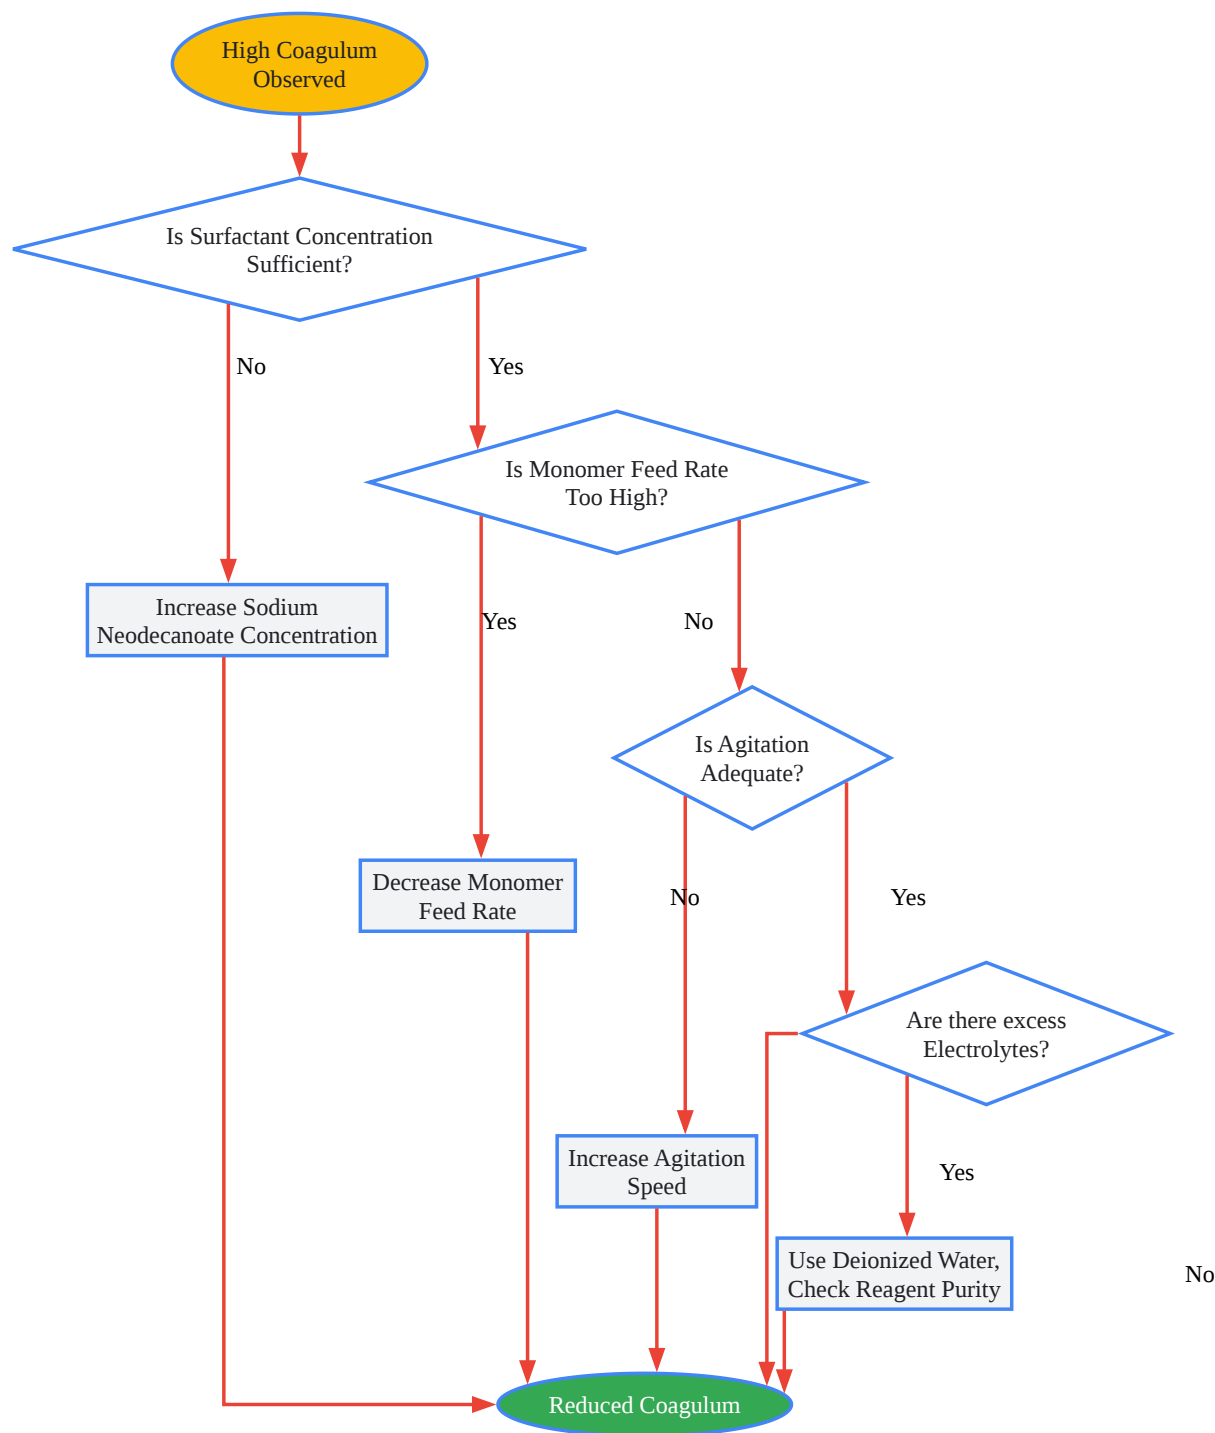 High Coagulum
Observed
Is Surfactant Concentration
Sufficient?
No
Yes
Is Monomer Feed Rate
Too High?
Increase Sodium
Neodecanoate Concentration
Yes
No
Is Agitation
Adequate?
Decrease Monomer
Feed Rate
No
Yes
Are there excess
Electrolytes?
Increase Agitation
Speed
Yes
Use Deionized Water,
Check Reagent Purity
No
Reduced Coagulum